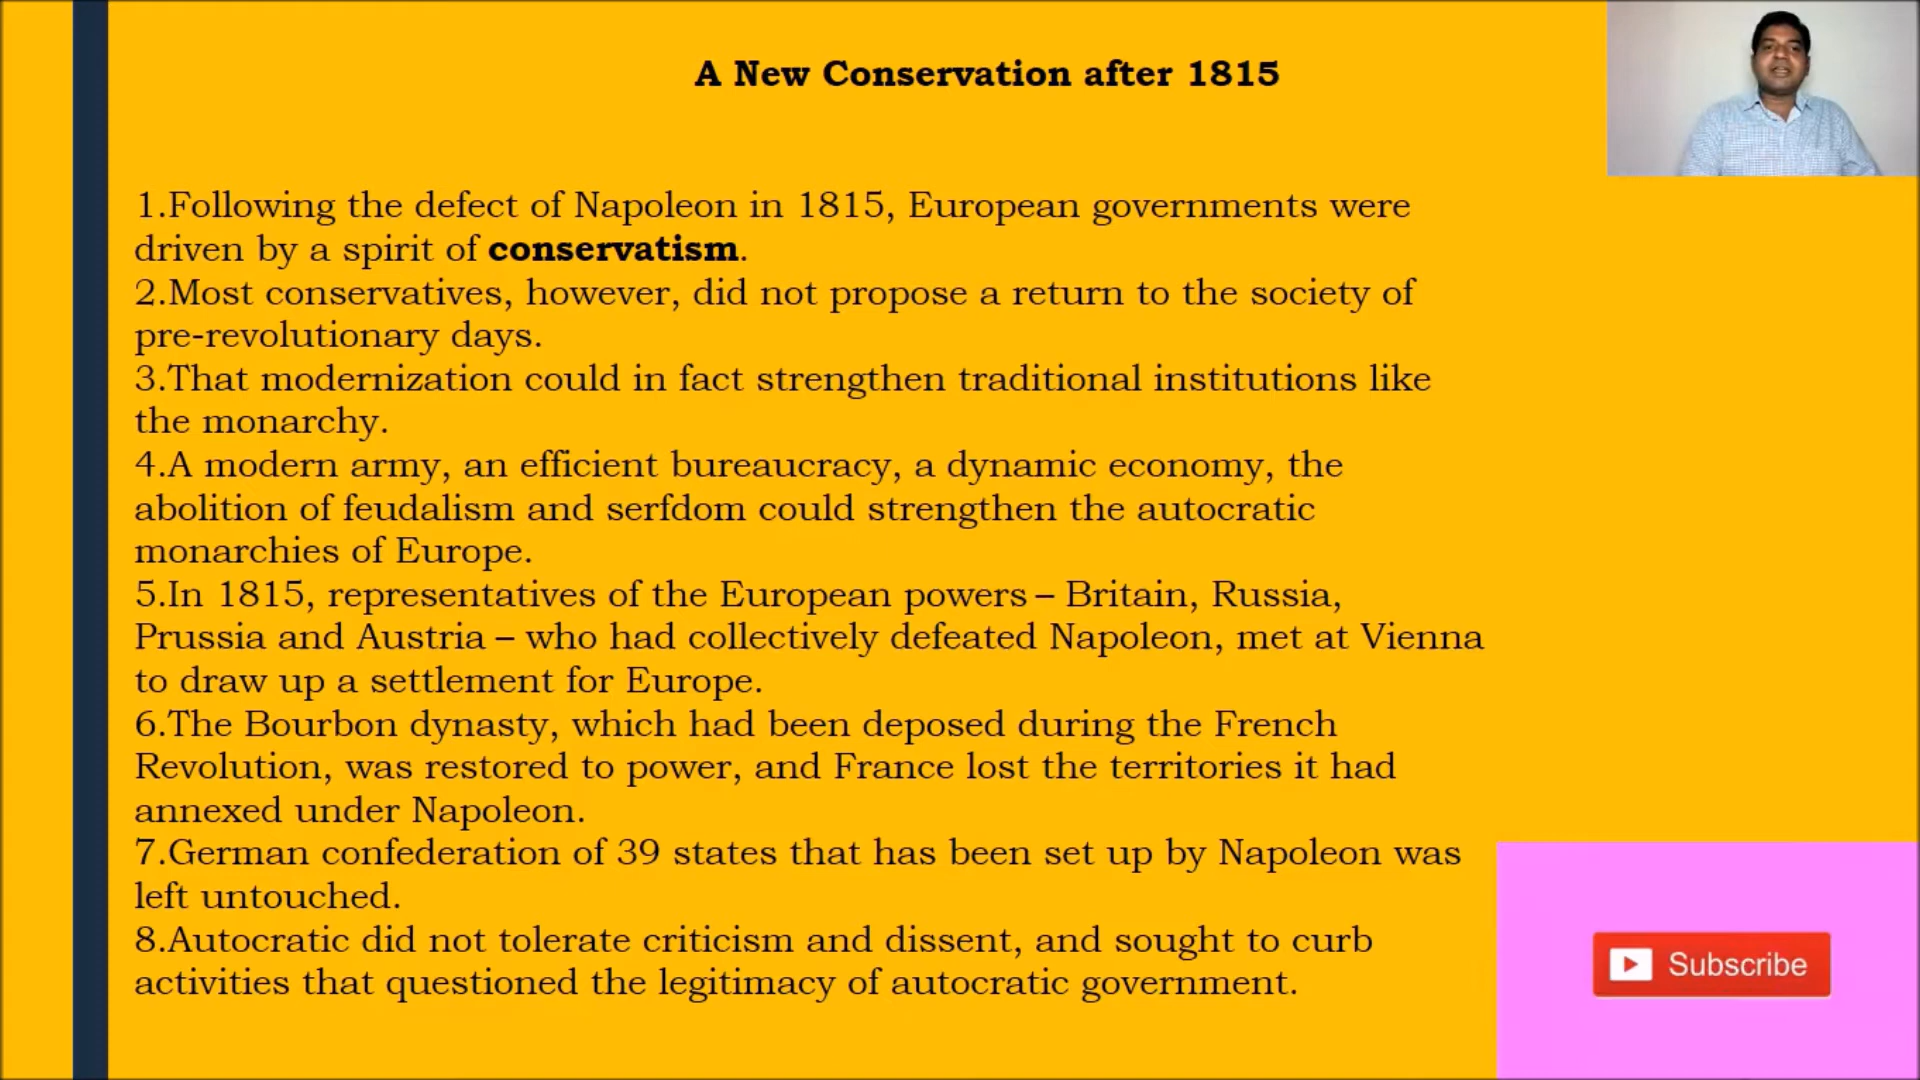 A New Conservation after 1815
1.Following the defect of Napoleon in 1815, European governments were
driven by a spirit of conservatism.
2.Most conservatives, however, did not propose a return to the society of
pre-revolutionary days.
3.That modernization could in fact strengthen traditional institutions like
the monarchy.
4.A modern army, an efficient bureaucracy, a dynamic economy, the
abolition of feudalism and serfdom could strengthen the autocratic
monarchies of Europe.
5.In 1815, representatives of the European powers – Britain, Russia,
Prussia and Austria – who had collectively defeated Napoleon, met at Vienna
to draw up a settlement for Europe.
6.The Bourbon dynasty, which had been deposed during the French
Revolution, was restored to power, and France lost the territories it had
annexed under Napoleon.
7.German confederation of 39 states that has been set up by Napoleon was
left untouched.
8.Autocratic did not tolerate criticism and dissent, and sought to curb
activities that questioned the legitimacy of autocratic government.
Subscribe